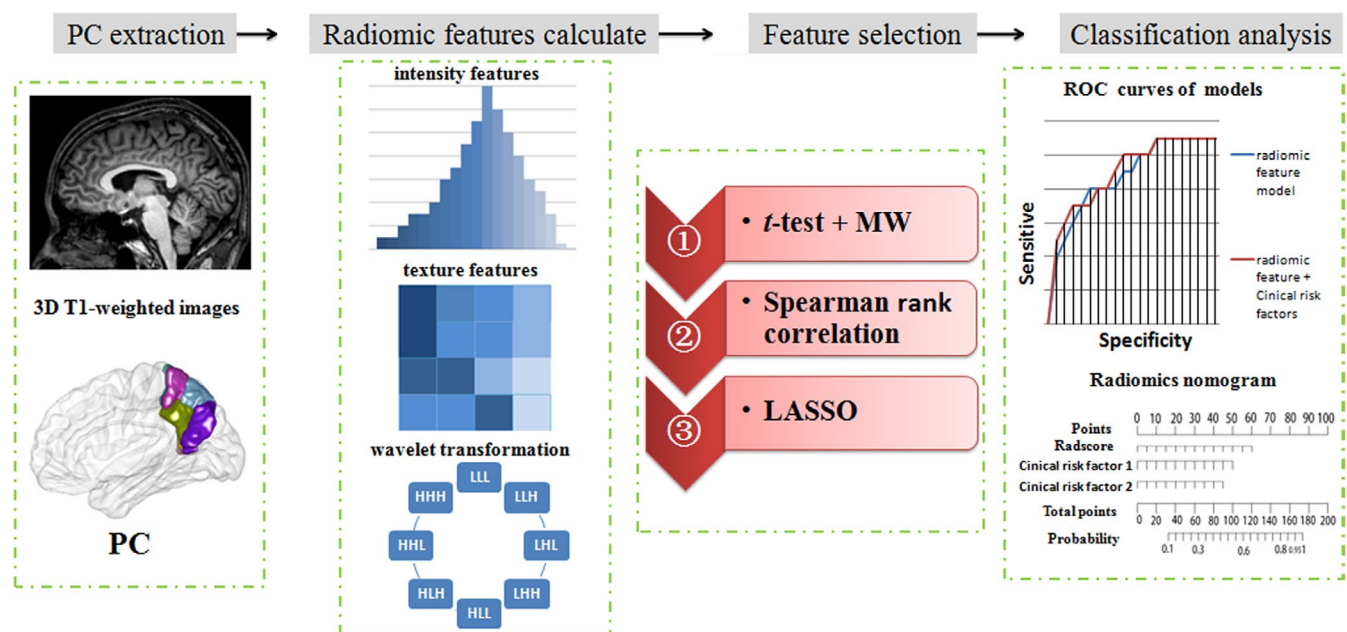 PC extraction
Radiomic features calculate
Feature selection
Classification analysis
3D T1-weighted images
PC
intensity features
texture features
wavelet transformation
LLL
LLH
LHL
LHH
HLL
HLH
HHL
HHH
①
• t-test + MW
②
• Spearman rank
correlation
③
• LASSO
ROC curves of models
Sensitive
Specificity
radiomic
feature
model
radiomic
feature +
Cinical risk
factors
Radiomics nomogram
Points
0 10 20 30 40 50 60 70 80 90 100
Radscore
Cinical risk factor 1
Cinical risk factor 2
Total points
0 20 40 60 80 100 120 140 160 180 200
Probability
0.1 0.3 0.6 0.8 0.951